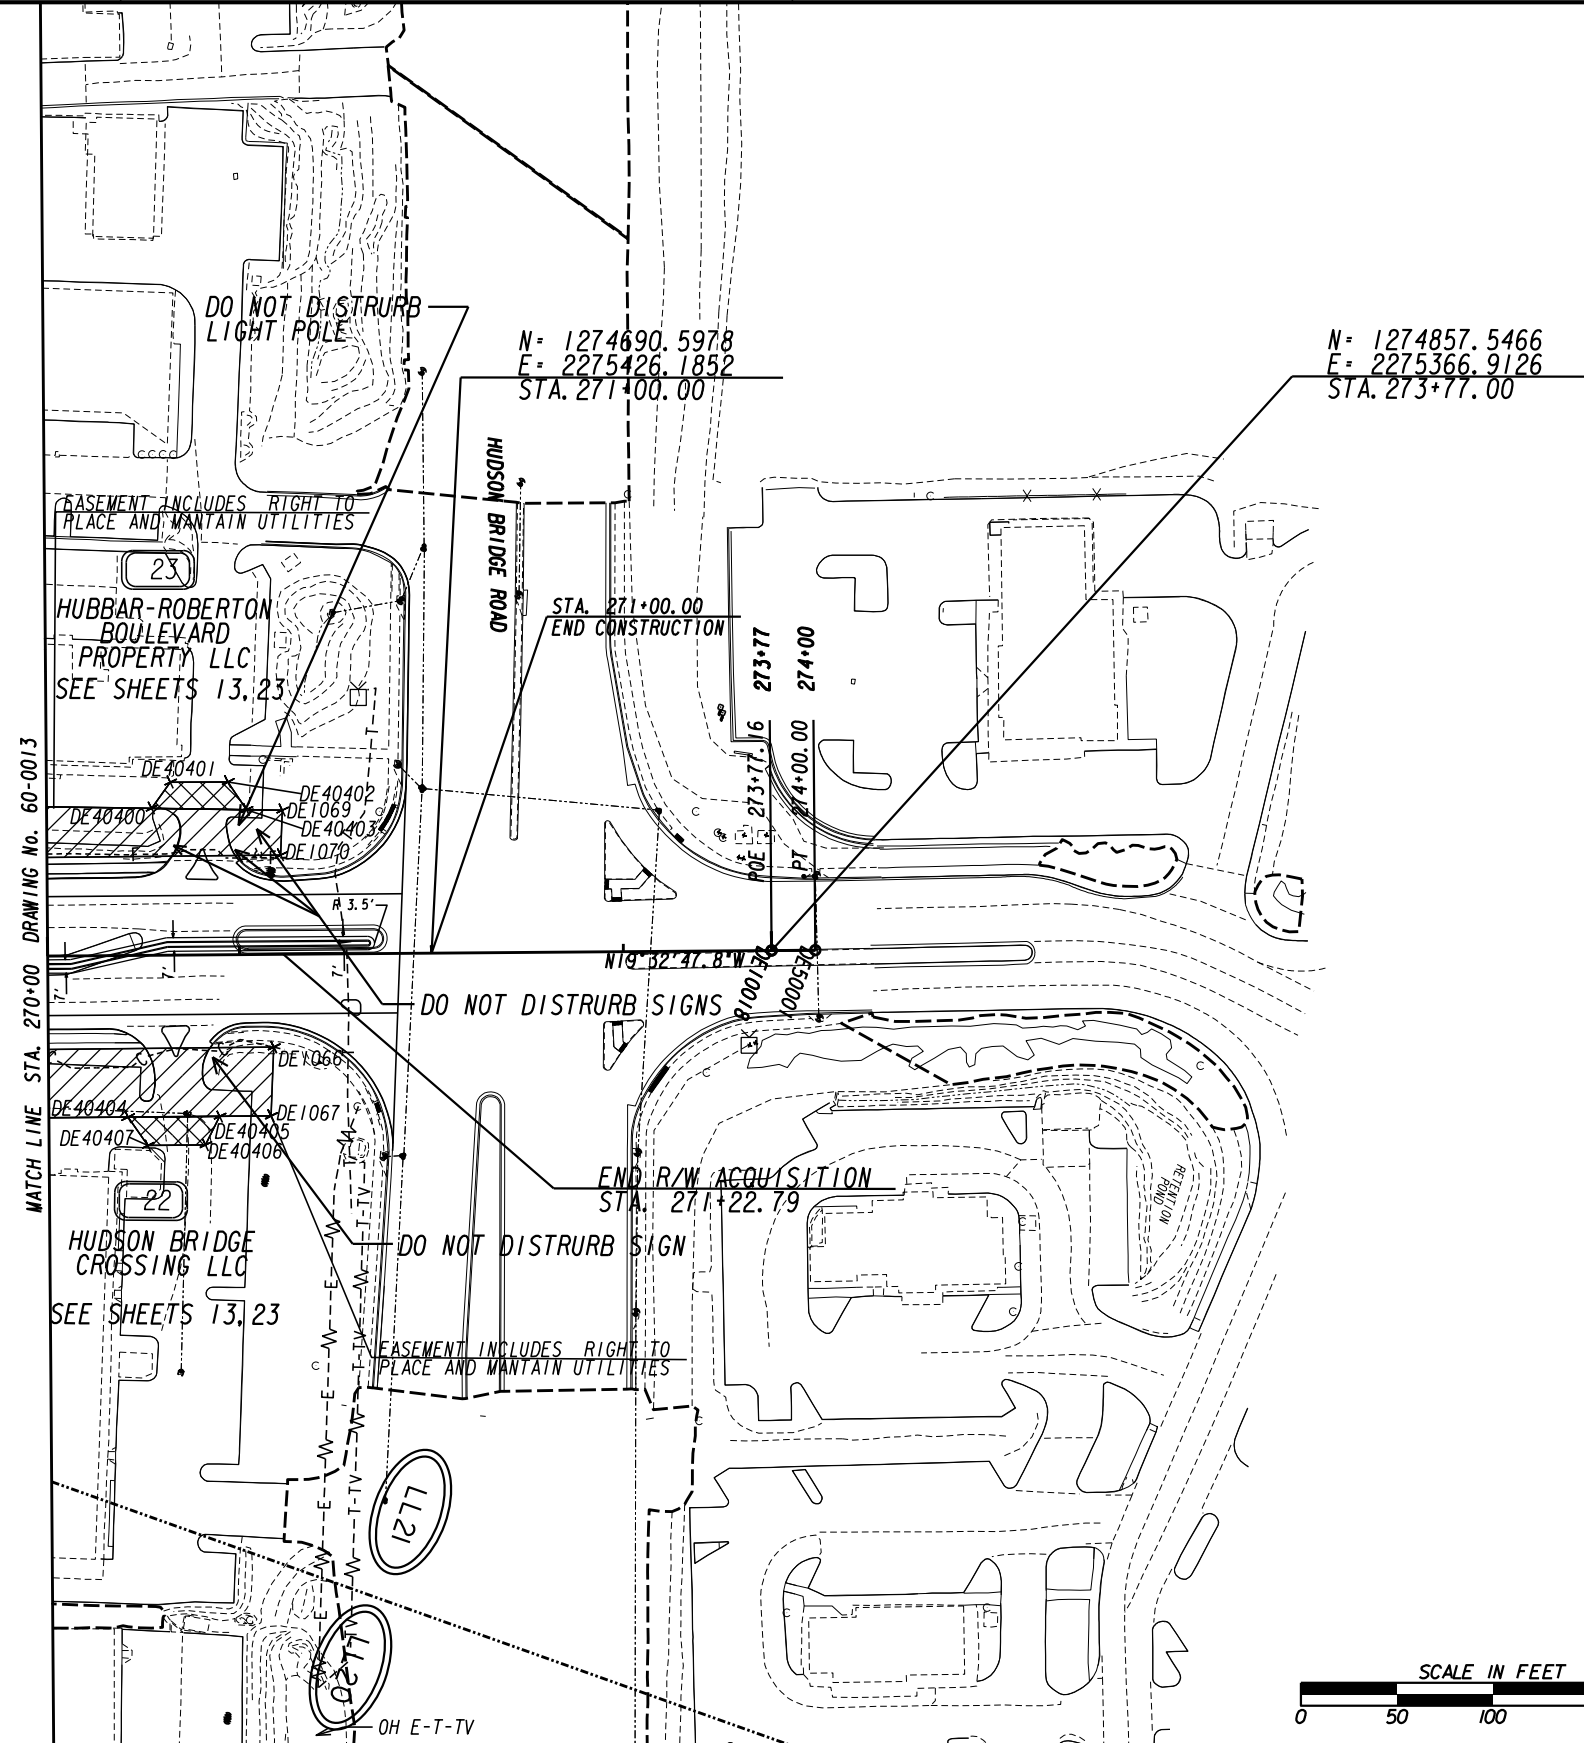 DO NOT DISTRURB
LIGHT POLE
N= 1274690.5978
E= 2275426.1852
STA. 271+00.00
N= 1274857.5466
E= 2275366.9126
STA. 273+77.00
HUDSON BRIDGE ROAD
EASEMENT INCLUDES RIGHT TO
PLACE AND MANTAIN UTILITIES
23
HUBBAR-ROBERTON
BOULEVARD
PROPERTY LLC
SEE SHEETS 13,23
STA. 271+00.00
END CONSTRUCTION
273+77
274+00
POE 273+77.16
PT 274+00.00
DE40401
DE40402
DE1069
DE40400
DE40403
DE1070
MATCH LINE STA. 270+00 DRAWING No. 60-0013
R 3.5'
7'
7'
7'
N19°32'47.8"W
DE10018
DE50001
DO NOT DISTRURB SIGNS
DE1066
DE40404
DE1067
DE40405
DE40407
DE40406
22
HUDSON BRIDGE
CROSSING LLC
SEE SHEETS 13,23
END R/W ACQUISITION
STA. 271+22.79
DO NOT DISTRURB SIGN
RETENTION
POND
EASEMENT INCLUDES RIGHT TO
PLACE AND MANTAIN UTILITIES
LL21
LL20
OH E-T-TV
SCALE IN FEET
0 50 100